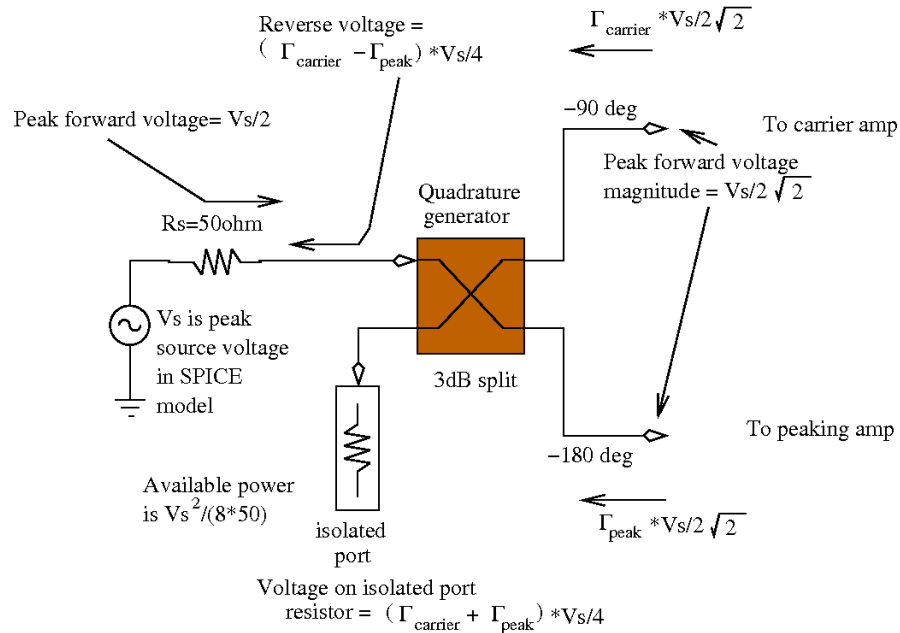 Reverse voltage =
( Γcarrier − Γpeak ) *Vs/4
Γcarrier *Vs/2√2
Peak forward voltage= Vs/2
−90 deg
To carrier amp
Peak forward voltage
magnitude = Vs/2√2
Quadrature
generator
Rs=50ohm
Vs is peak
source voltage
in SPICE
model
3dB split
−180 deg
To peaking amp
Available power
is Vs²/(8*50)
isolated
port
Γpeak *Vs/2√2
Voltage on isolated port
resistor = (Γcarrier + Γpeak) *Vs/4